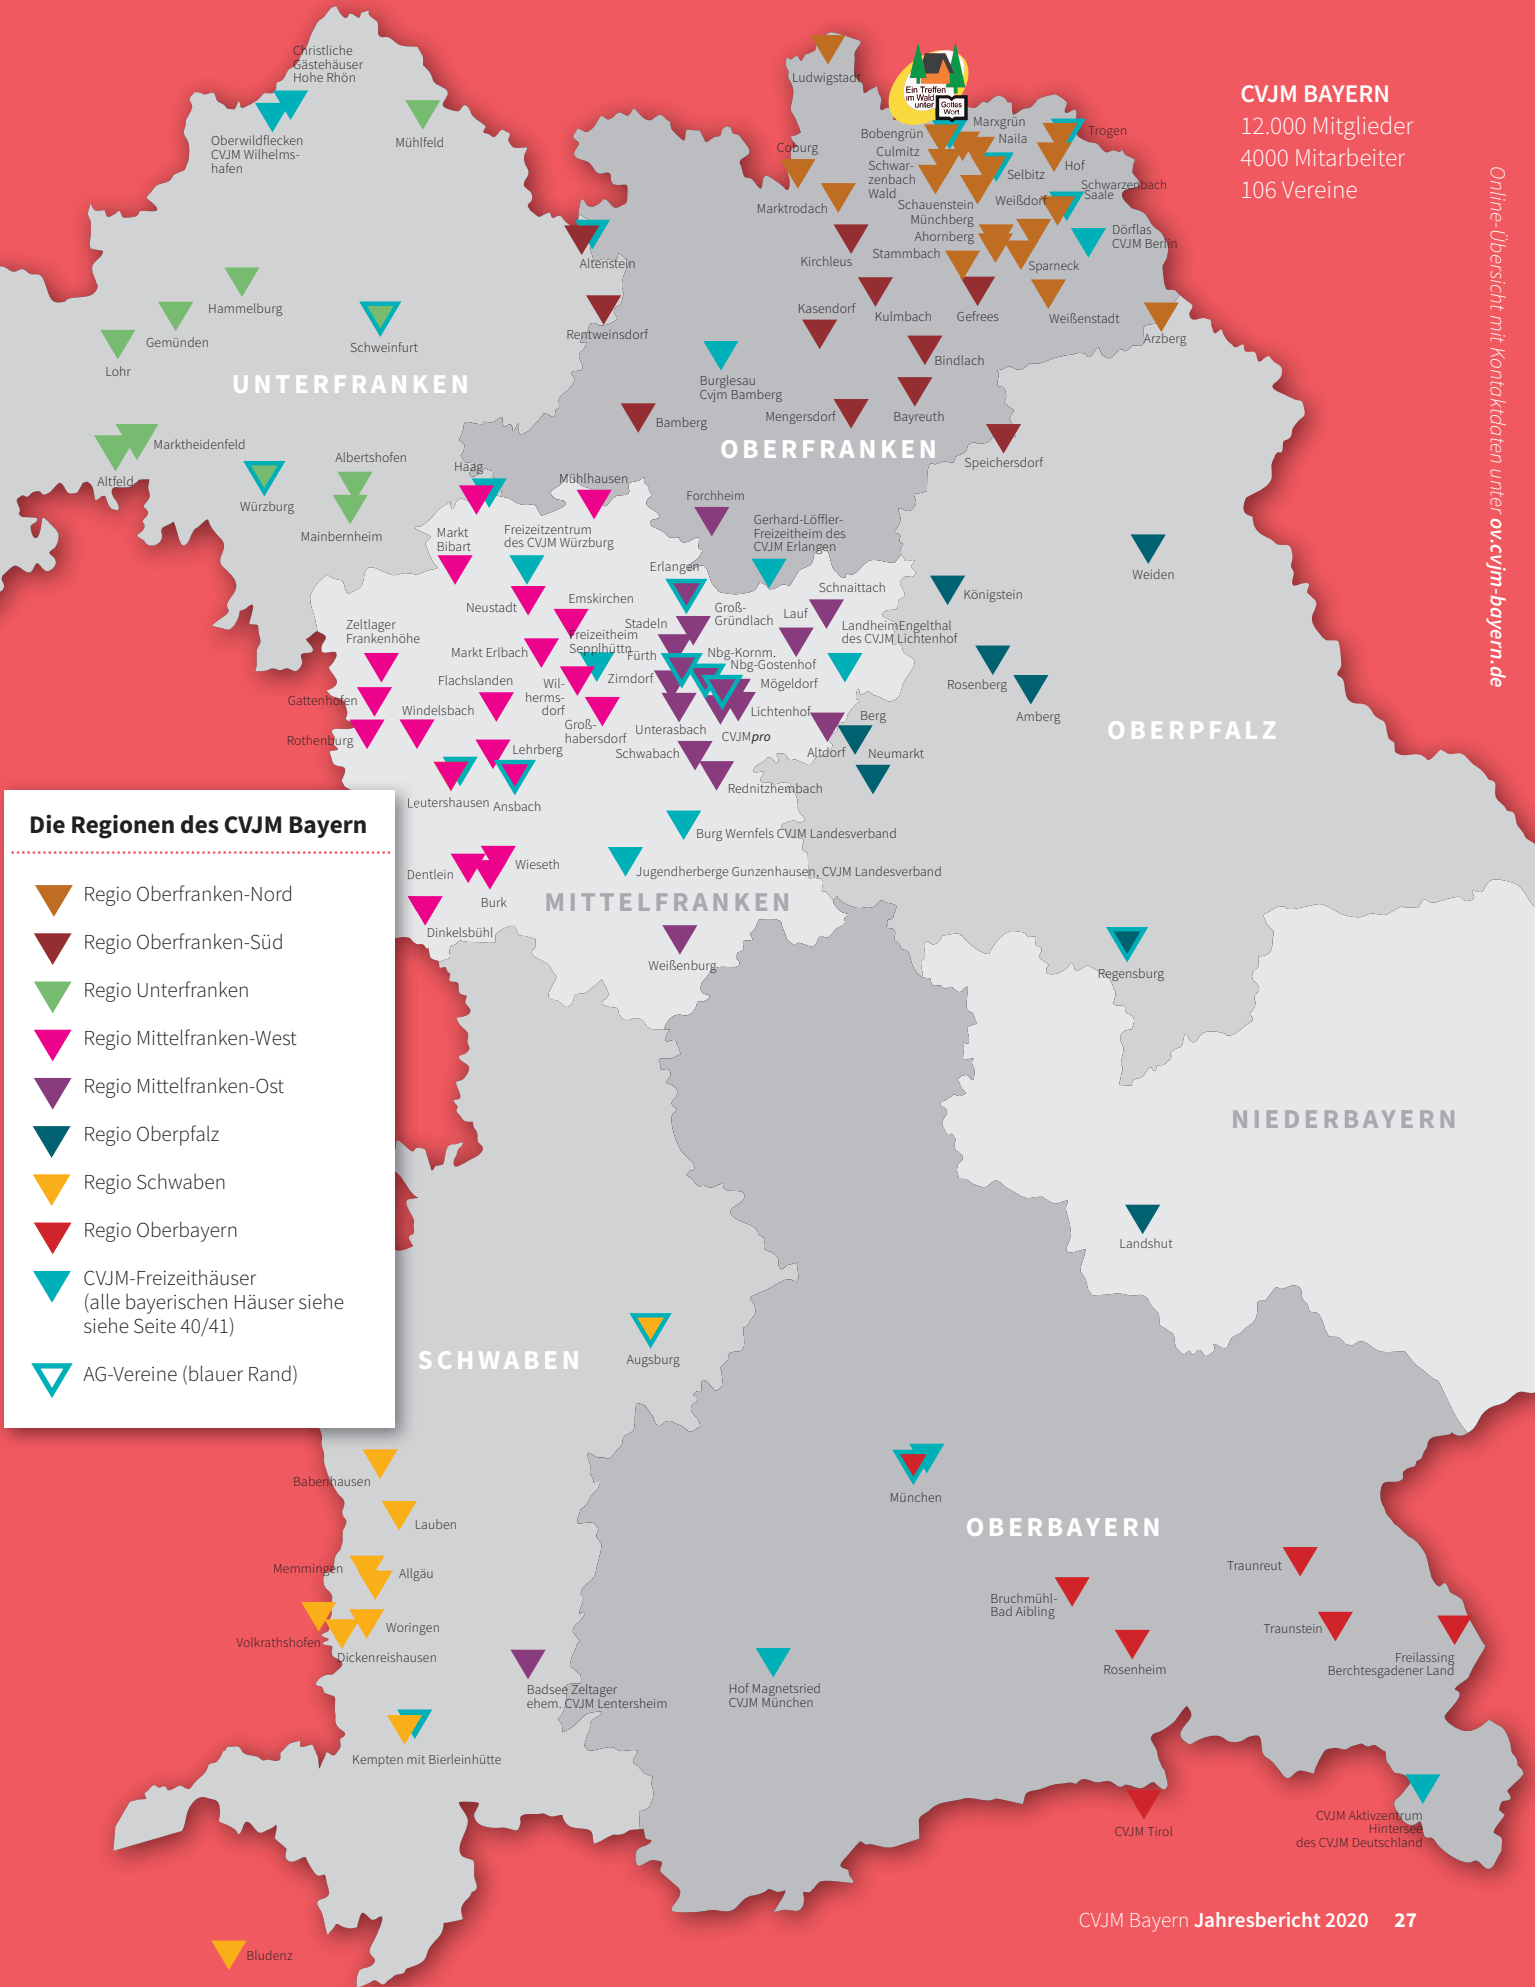 Christliche
Gästehäuser
Hohe Rhön
Oberwildflecken
CVJM Wilhelms-
hafen
Mühlfeld
Ludwigstadt
Ein Treffen
im Wald
unter
Gottes
Wort
CVJM BAYERN
12.000 Mitglieder
4000 Mitarbeiter
106 Vereine
Online-Übersicht mit Kontaktdaten unter ov.cvjm-bayern.de
Marxgrün
Bobengrün
Naila
Trogen
Coburg
Culmitz
Schwar-
zenbach
Wald
Selbitz
Hof
Schwarzenbach
Saale
Marktrodach
Schauenstein
Weißdorf
Münchberg
Ahornberg
Dörflas
CVJM Berlin
Stammbach
Sparneck
Kirchleus
Altenstein
Hammelburg
Gemünden
Schweinfurt
Lohr
Rentweinsdorf
Kasendorf
Kulmbach
Gefrees
Weißenstadt
Arzberg
Bindlach
UNTERFRANKEN
Burglesau
Cvjm Bamberg
Bamberg
Mengersdorf
Bayreuth
OBERFRANKEN
Speichersdorf
Marktheidenfeld
Altfeld
Würzburg
Albertshofen
Mainbernheim
Haag
Mühlhausen
Forchheim
Markt
Bibart
Freizeitzentrum
des CVJM Würzburg
Gerhard-Löffler-
Freizeitheim des
CVJM Erlangen
Erlangen
Weiden
Königstein
Schnaittach
Neustadt
Emskirchen
Groß-
Gründlach
Lauf
Stadeln
Landheim Engelthal
des CVJM Lichtenhof
Zeltlager
Frankenhöhe
Freizeitheim
Sepplhüttn
Markt Erlbach
Fürth
Nbg-Kornm.
Nbg-Gostenhof
Flachslanden
Wil-
herms-
dorf
Zirndorf
Mögeldorf
Rosenberg
Amberg
Gattenhofen
Windelsbach
Groß-
habersdorf
Unterasbach
Lichtenhof
Berg
CVJMpro
Rothenburg
Lehrberg
Schwabach
Altdorf
Neumarkt
OBERPFALZ
Leutershausen
Ansbach
Rednitzhembach
Burg Wernfels CVJM Landesverband
Jugendherberge Gunzenhausen, CVJM Landesverband
Dentlein
Wieseth
Burk
MITTELFRANKEN
Dinkelsbühl
Weißenburg
Regensburg
Die Regionen des CVJM Bayern
Regio Oberfranken-Nord
Regio Oberfranken-Süd
Regio Unterfranken
Regio Mittelfranken-West
Regio Mittelfranken-Ost
Regio Oberpfalz
Regio Schwaben
Regio Oberbayern
CVJM-Freizeithäuser
(alle bayerischen Häuser siehe
siehe Seite 40/41)
AG-Vereine (blauer Rand)
NIEDERBAYERN
Landshut
SCHWABEN
Augsburg
Babenhausen
Lauben
München
OBERBAYERN
Memmingen
Allgäu
Traunreut
Bruchmühl-
Bad Aibling
Volkrathshofen
Woringen
Dickenreishausen
Traunstein
Freilassing
Berchtesgadener Land
Rosenheim
Badsee Zeltager
ehem. CVJM Lentersheim
Hof Magnetsried
CVJM München
Kempten mit Bierleinhütte
CVJM Tirol
CVJM Aktivzentrum
Hintersee
des CVJM Deutschland
Bludenz
CVJM Bayern Jahresbericht 2020 27